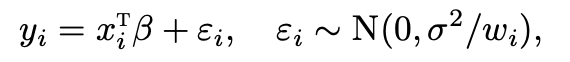 yᵢ = xᵢᵀβ + εᵢ, εᵢ ∼ N(0, σ²/wᵢ),